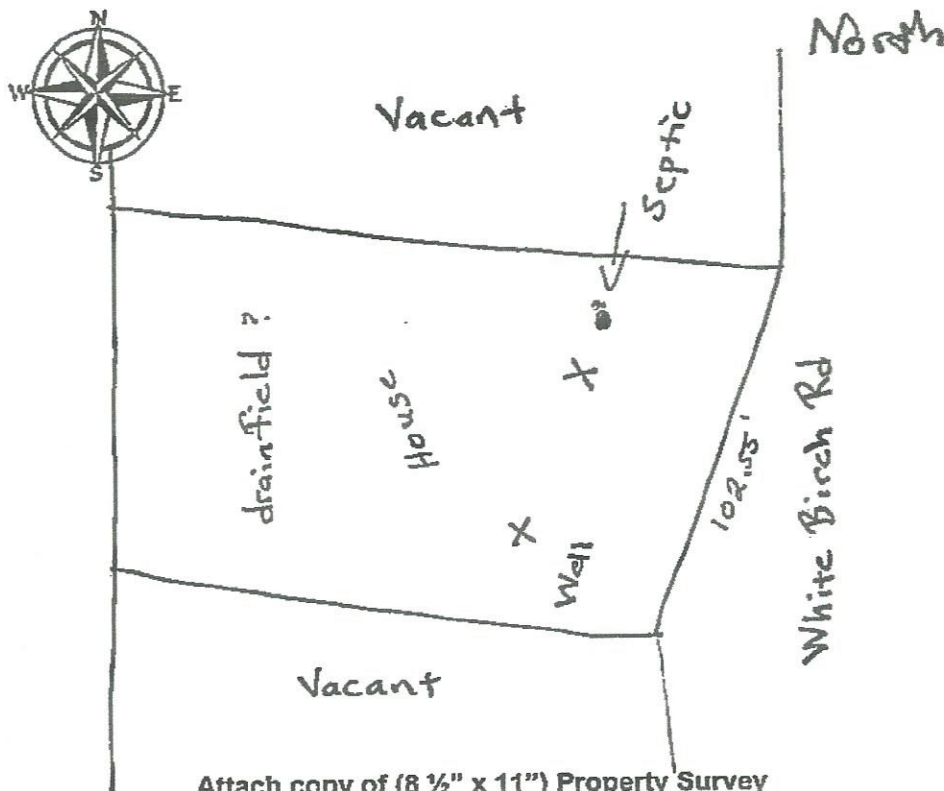 N
W E
S
North
Vacant
Septic
drainfield ?
House
X
X
Well
102.55'
White Birch Rd
Vacant
Attach copy of (8 ½" x 11") Property Survey